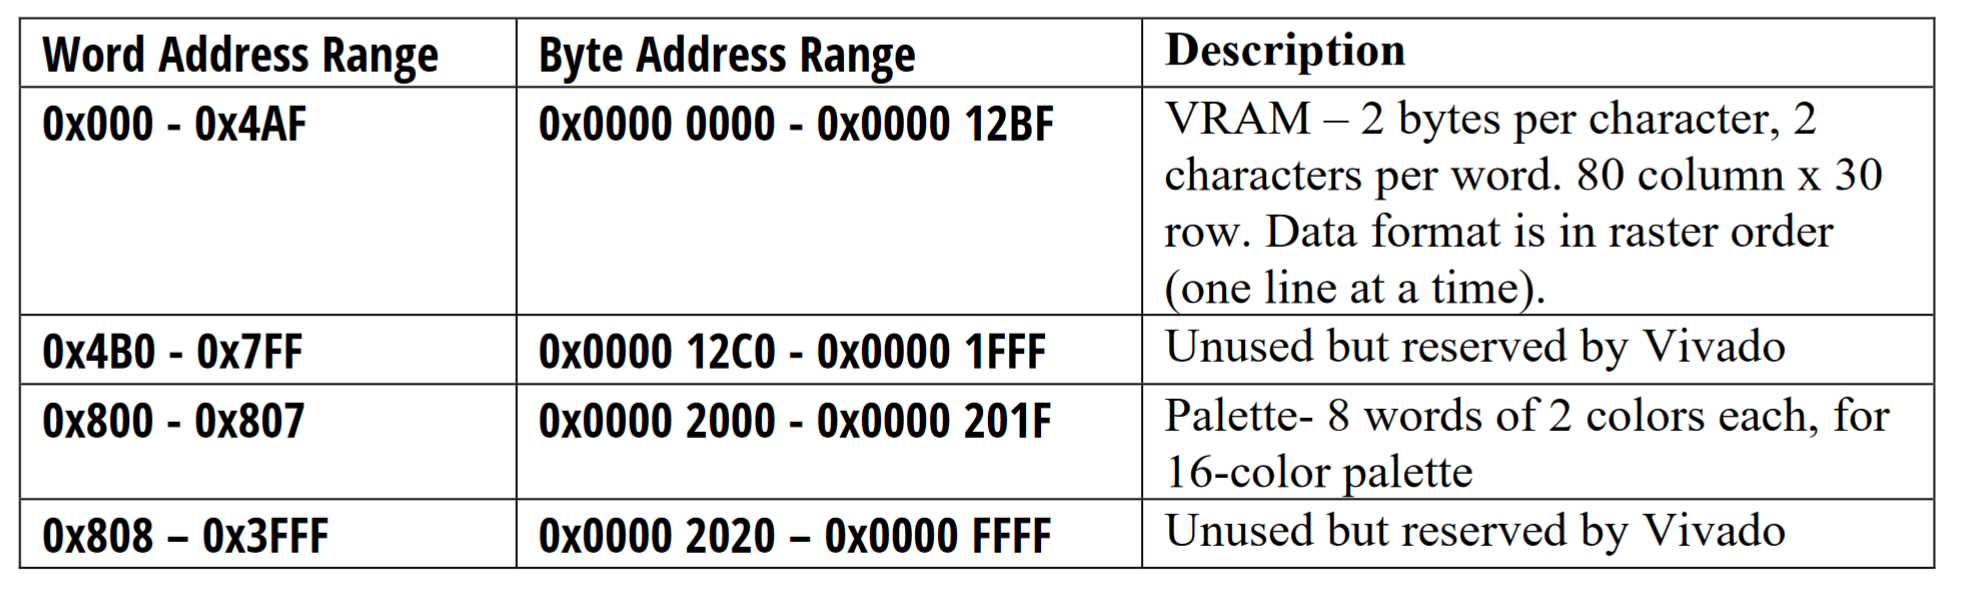 Word Address Range Byte Address Range Description
0x000 - 0x4AF 0x0000 0000 - 0x0000 12BF VRAM – 2 bytes per character, 2
characters per word. 80 column x 30
row. Data format is in raster order
(one line at a time).
0x4B0 - 0x7FF 0x0000 12C0 - 0x0000 1FFF Unused but reserved by Vivado
0x800 - 0x807 0x0000 2000 - 0x0000 201F Palette- 8 words of 2 colors each, for
16-color palette
0x808 – 0x3FFF 0x0000 2020 – 0x0000 FFFF Unused but reserved by Vivado